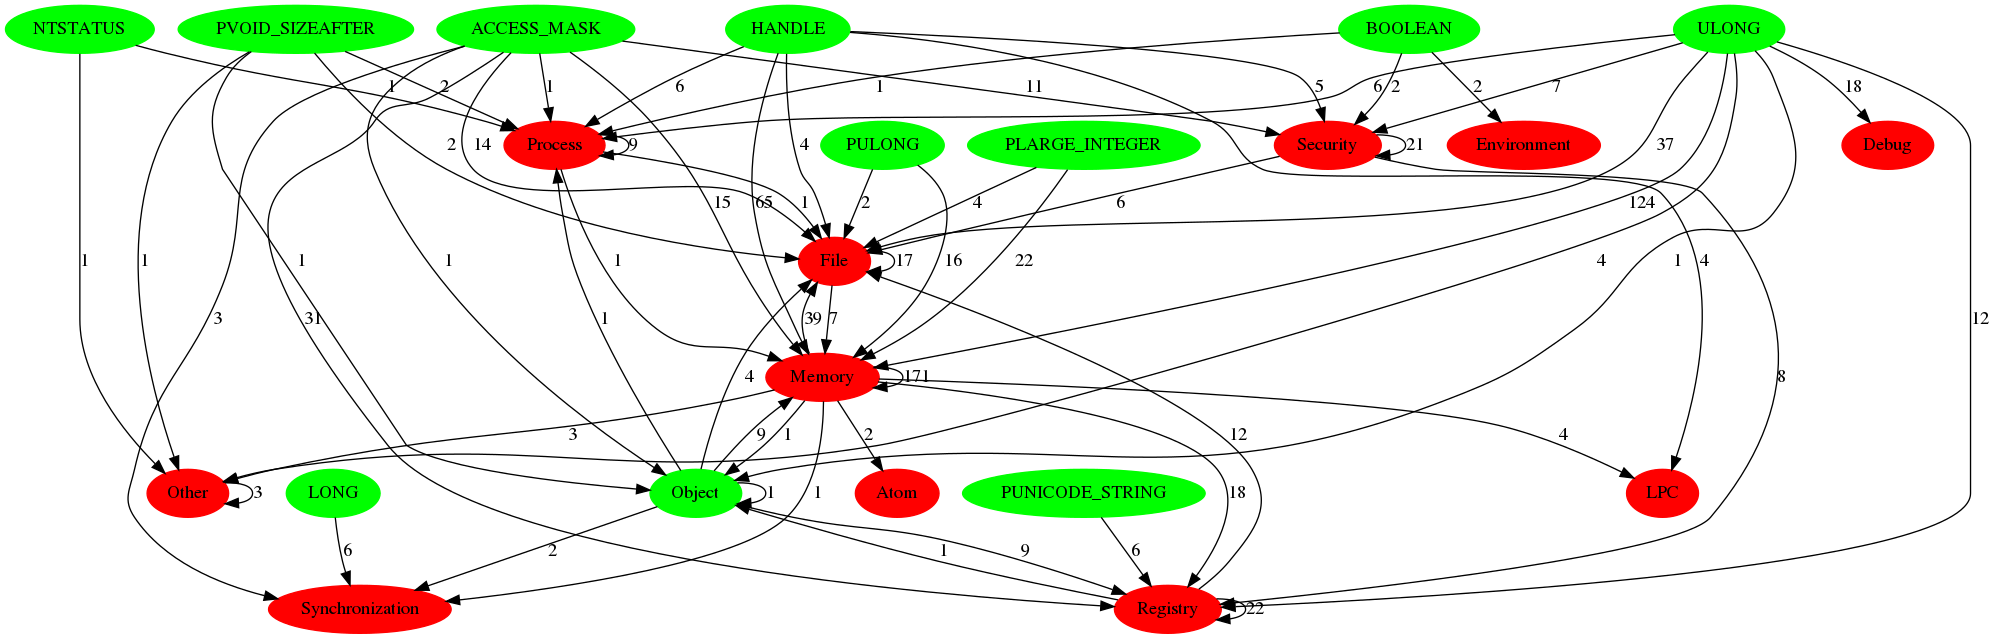 NTSTATUS PVOID_SIZEAFTER ACCESS_MASK HANDLE BOOLEAN ULONG
1 2 1 6 1 11 5 6 2 2 7 18
Process PULONG PLARGE_INTEGER Security Environment Debug
9 21
2 14 4 37
15 65 1 2 4 6 124
File
1 1 1 1 1 17 16 22 4 1 4
3 31 1 39 7 12
Memory
171 8
4
3 9 1 2 12 4
Other LONG Object Atom PUNICODE_STRING LPC
3 1 1 18
6 2 1 9 6
Synchronization Registry
22